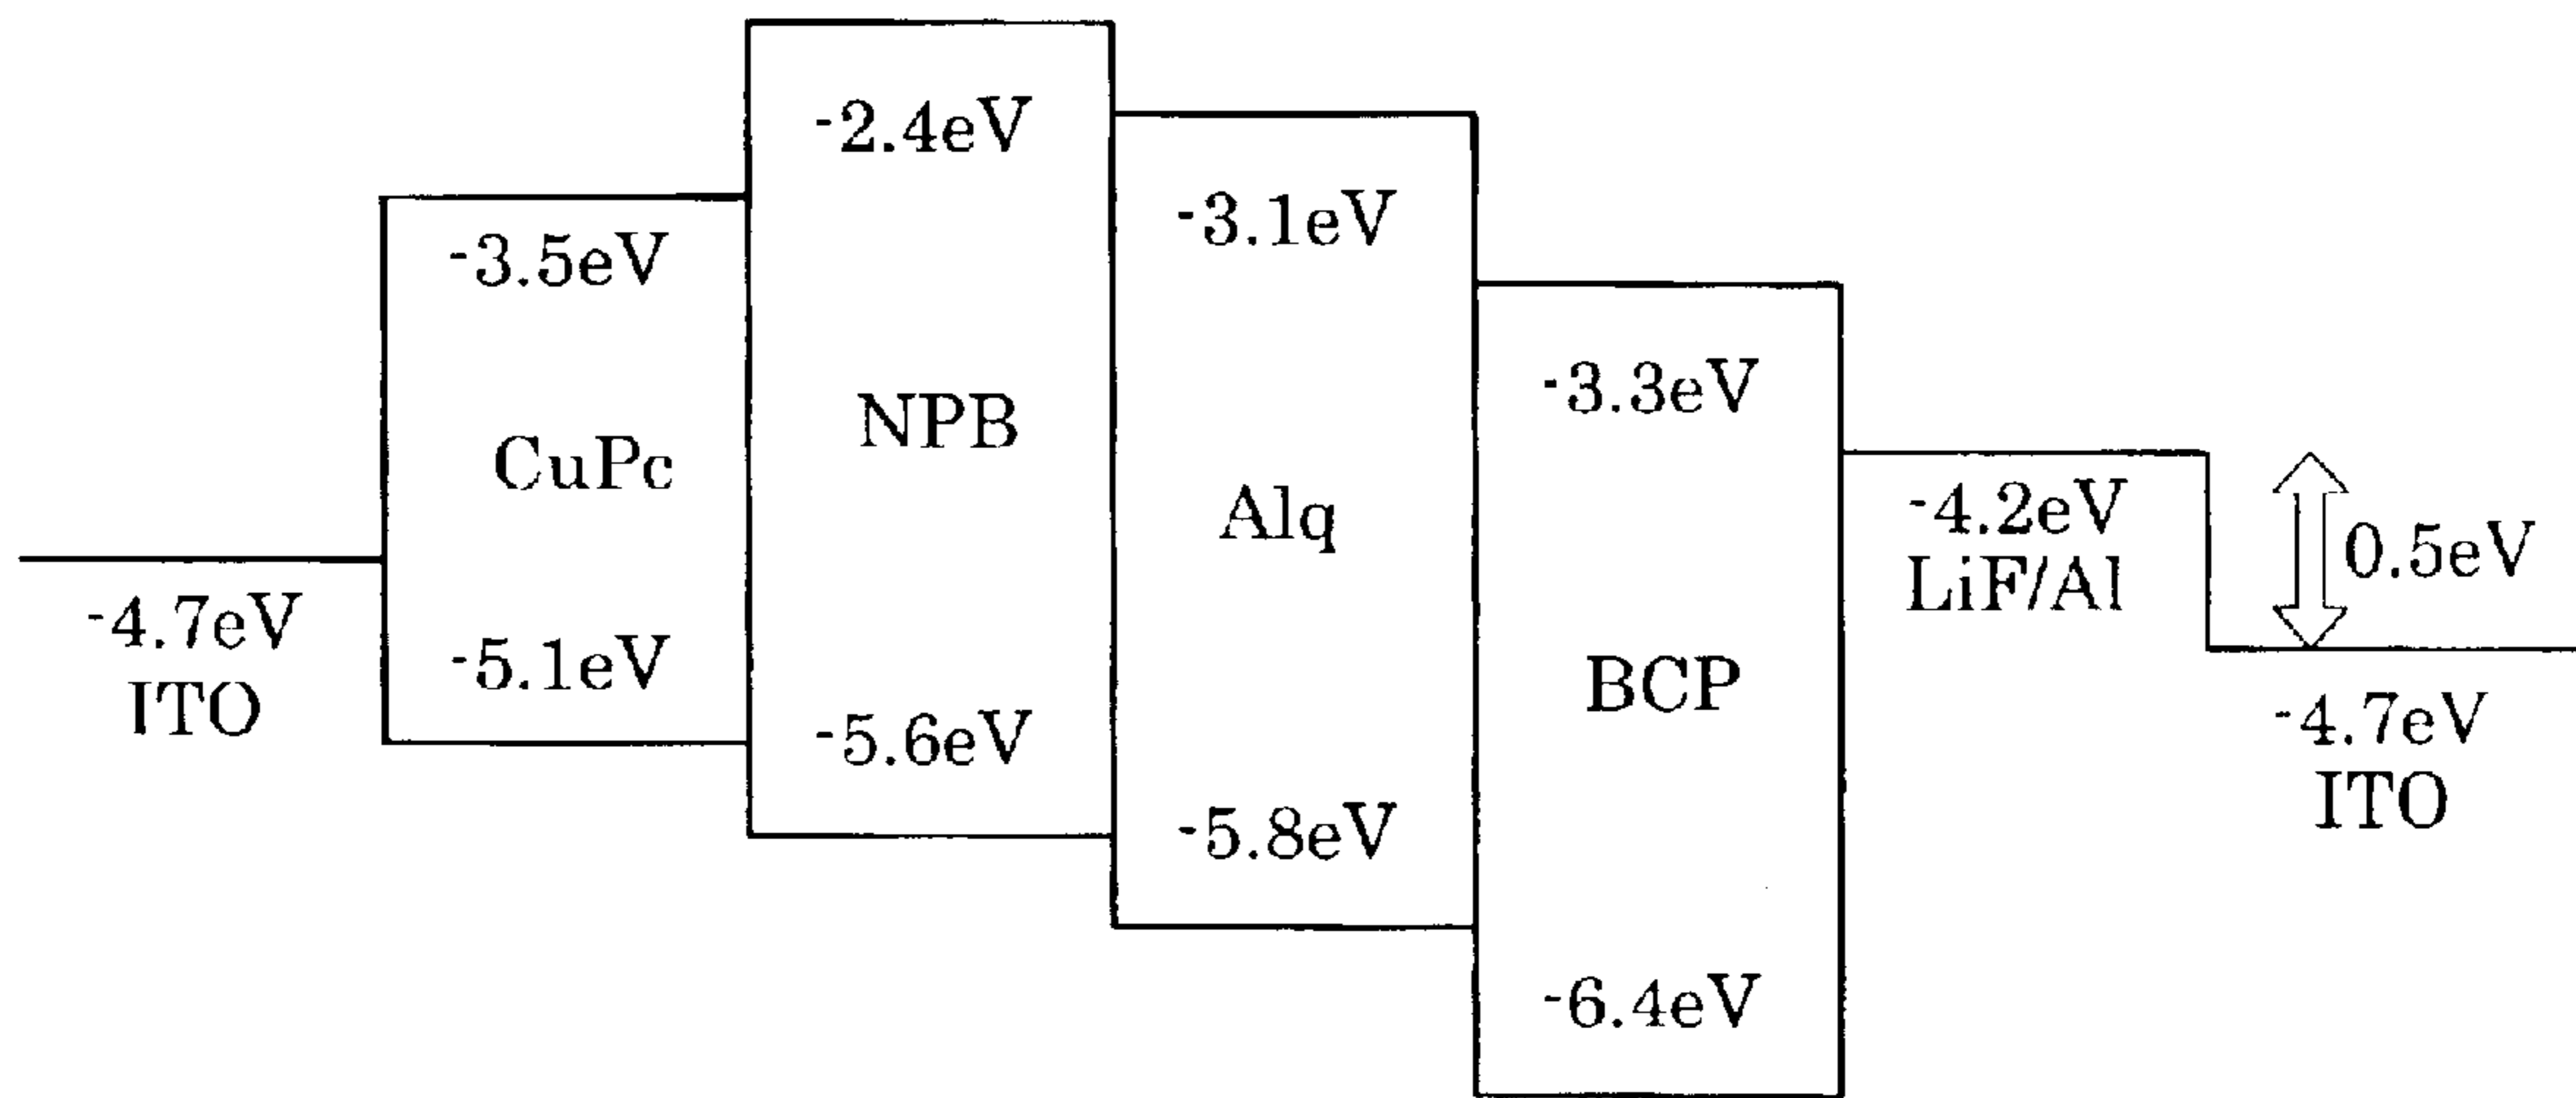 -4.7eV
ITO
-3.5eV
CuPc
-5.1eV
-2.4eV
NPB
-5.6eV
-3.1eV
Alq
-5.8eV
-3.3eV
BCP
-6.4eV
-4.2eV
LiF/Al
0.5eV
-4.7eV
ITO